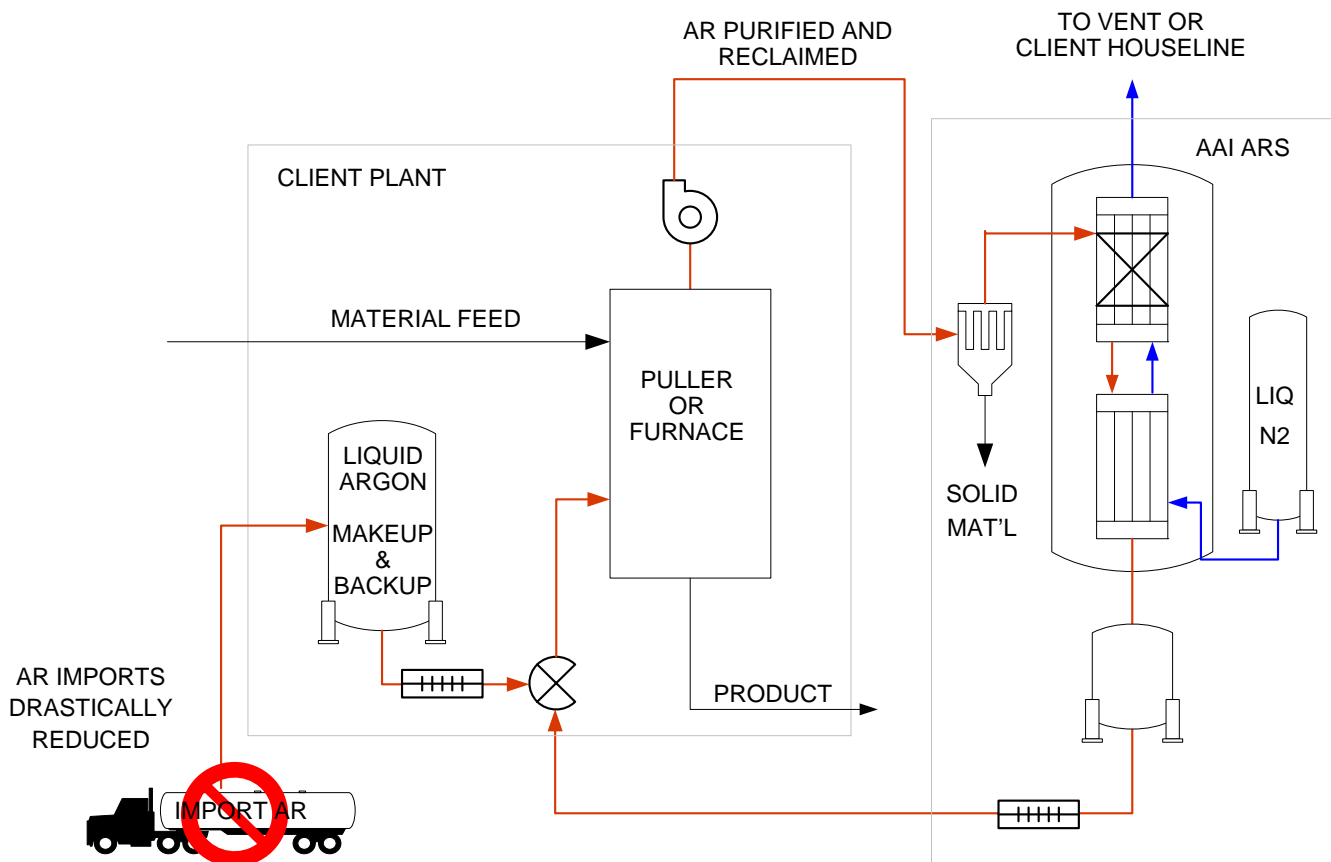 AR PURIFIED AND
RECLAIMED
TO VENT OR
CLIENT HOUSELINE
CLIENT PLANT
AAI ARS
MATERIAL FEED
PULLER
OR
FURNACE
LIQUID
ARGON
MAKEUP
&
BACKUP
LIQ
N2
SOLID
MAT'L
AR IMPORTS
DRASTICALLY
REDUCED
PRODUCT
IMPORT AR